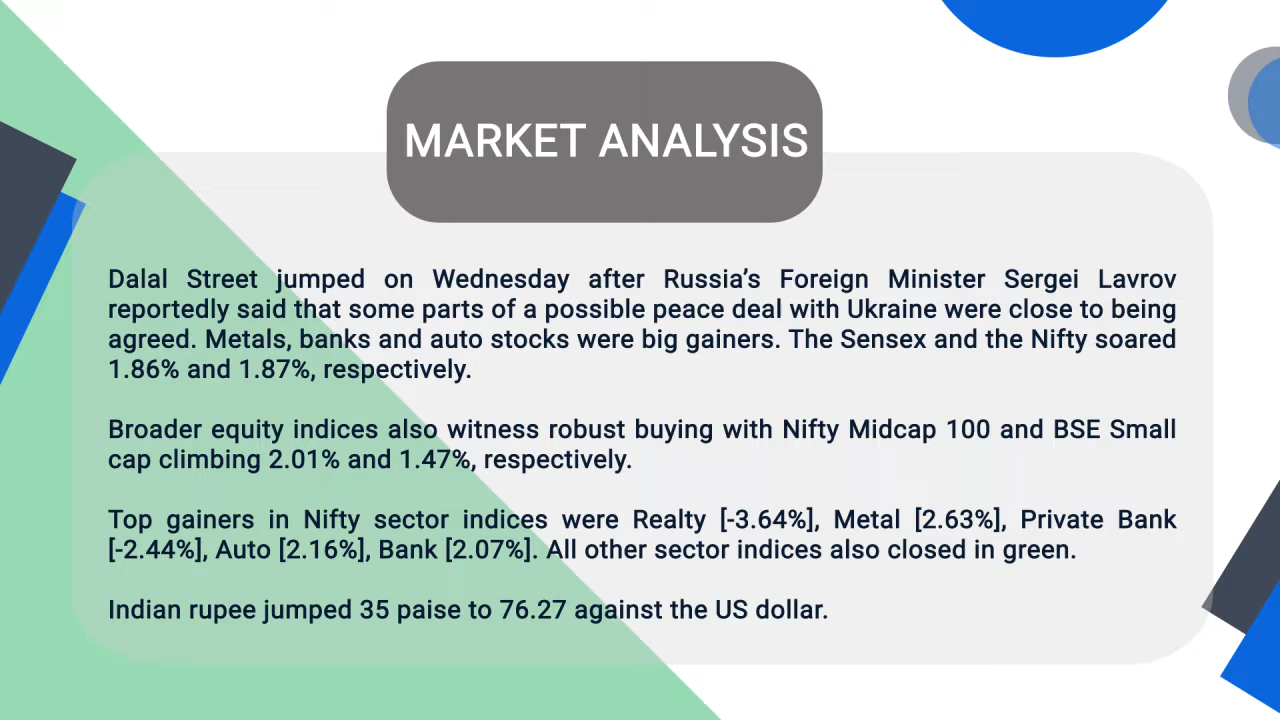 MARKET ANALYSIS
Dalal Street jumped on Wednesday after Russia’s Foreign Minister Sergei Lavrov
reportedly said that some parts of a possible peace deal with Ukraine were close to being
agreed. Metals, banks and auto stocks were big gainers. The Sensex and the Nifty soared
1.86% and 1.87%, respectively.
Broader equity indices also witness robust buying with Nifty Midcap 100 and BSE Small
cap climbing 2.01% and 1.47%, respectively.
Top gainers in Nifty sector indices were Realty [-3.64%], Metal [2.63%], Private Bank
[-2.44%], Auto [2.16%], Bank [2.07%]. All other sector indices also closed in green.
Indian rupee jumped 35 paise to 76.27 against the US dollar.